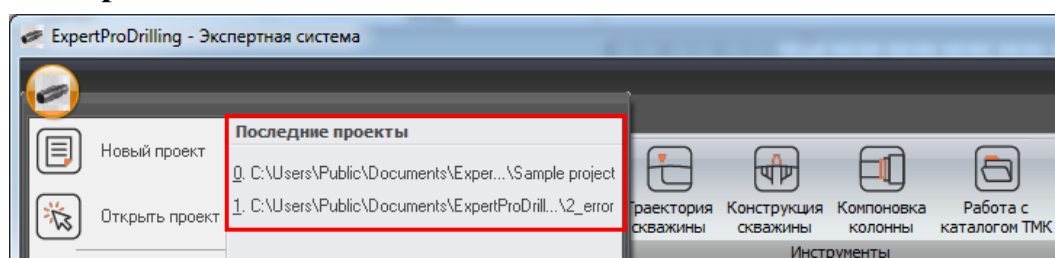 ExpertProDrilling - Экспертная система
Последние проекты
Новый проект
0. C:\Users\Public\Documents\Exper...\Sample project
Открыть проект
1. C:\Users\Public\Documents\ExpertProDrill...\2_error
Траектория скважины
Конструкция скважины
Компоновка колонны
Работа с каталогом ТМК
Инструменты